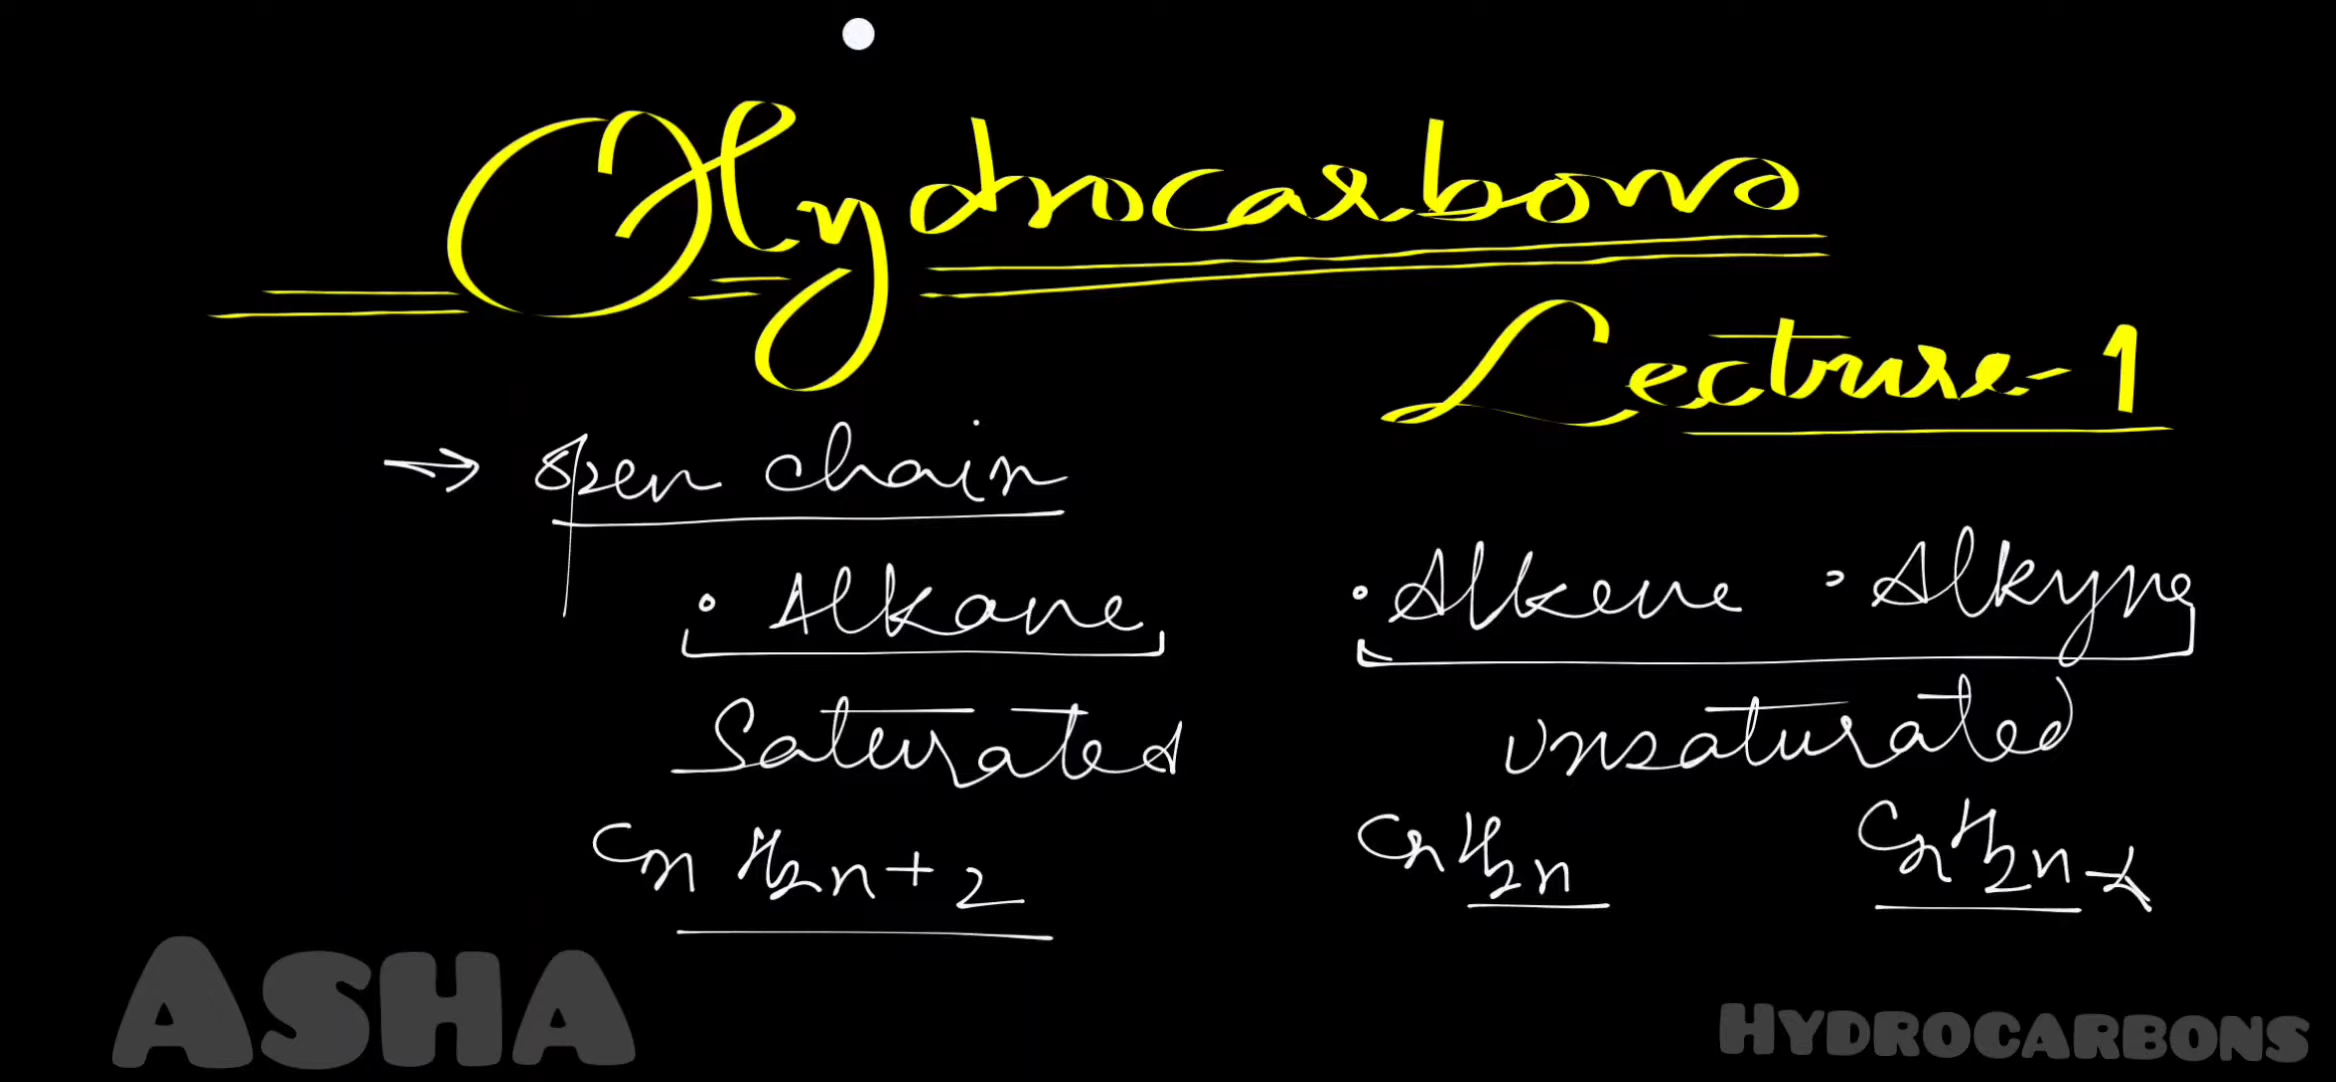 Hydrocarbons
Lecture-1
→ open chain
• Alkane • Alkene • Alkyne
Saturated unsaturated
CnH2n+2 CnH2n CnH2n-2
ASHA
HYDROCARBONS